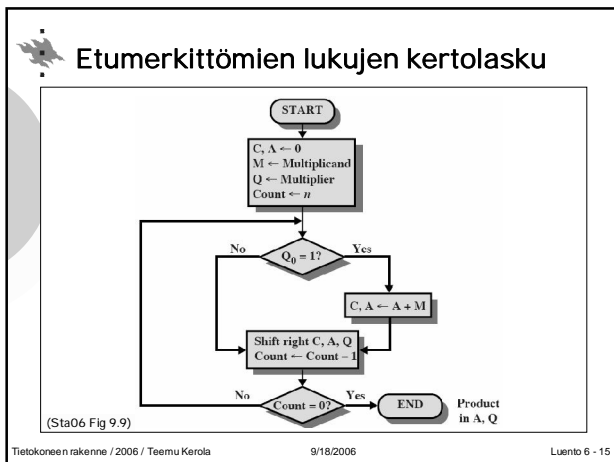 Etumerkittömien lukujen kertolasku
START
C, A ← 0
M ← Multiplicand
Q ← Multiplier
Count ← n
No
Q₀ = 1?
Yes
C, A ← A + M
Shift right C, A, Q
Count ← Count – 1
No
Count = 0?
Yes
END
Product
in A, Q
(Sta06 Fig 9.9)
Tietokoneen rakenne / 2006 / Teemu Kerola
9/18/2006
Luento 6 - 15